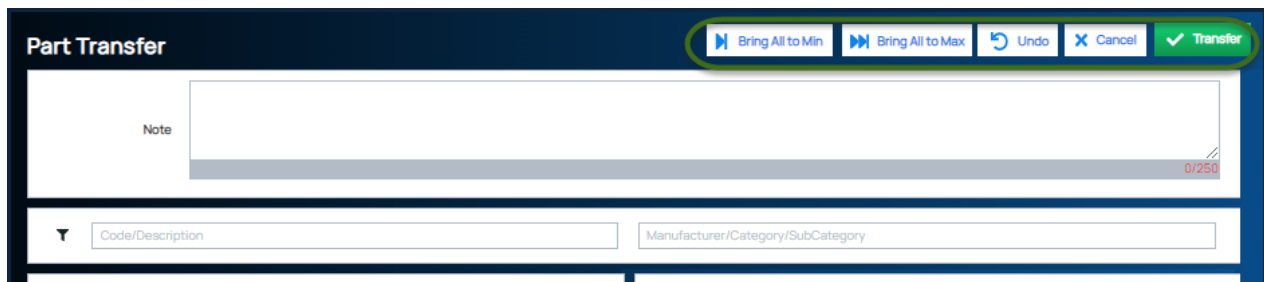 Part Transfer
Bring All to Min Bring All to Max Undo Cancel Transfer
Note
0/250
Code/Description Manufacturer/Category/SubCategory